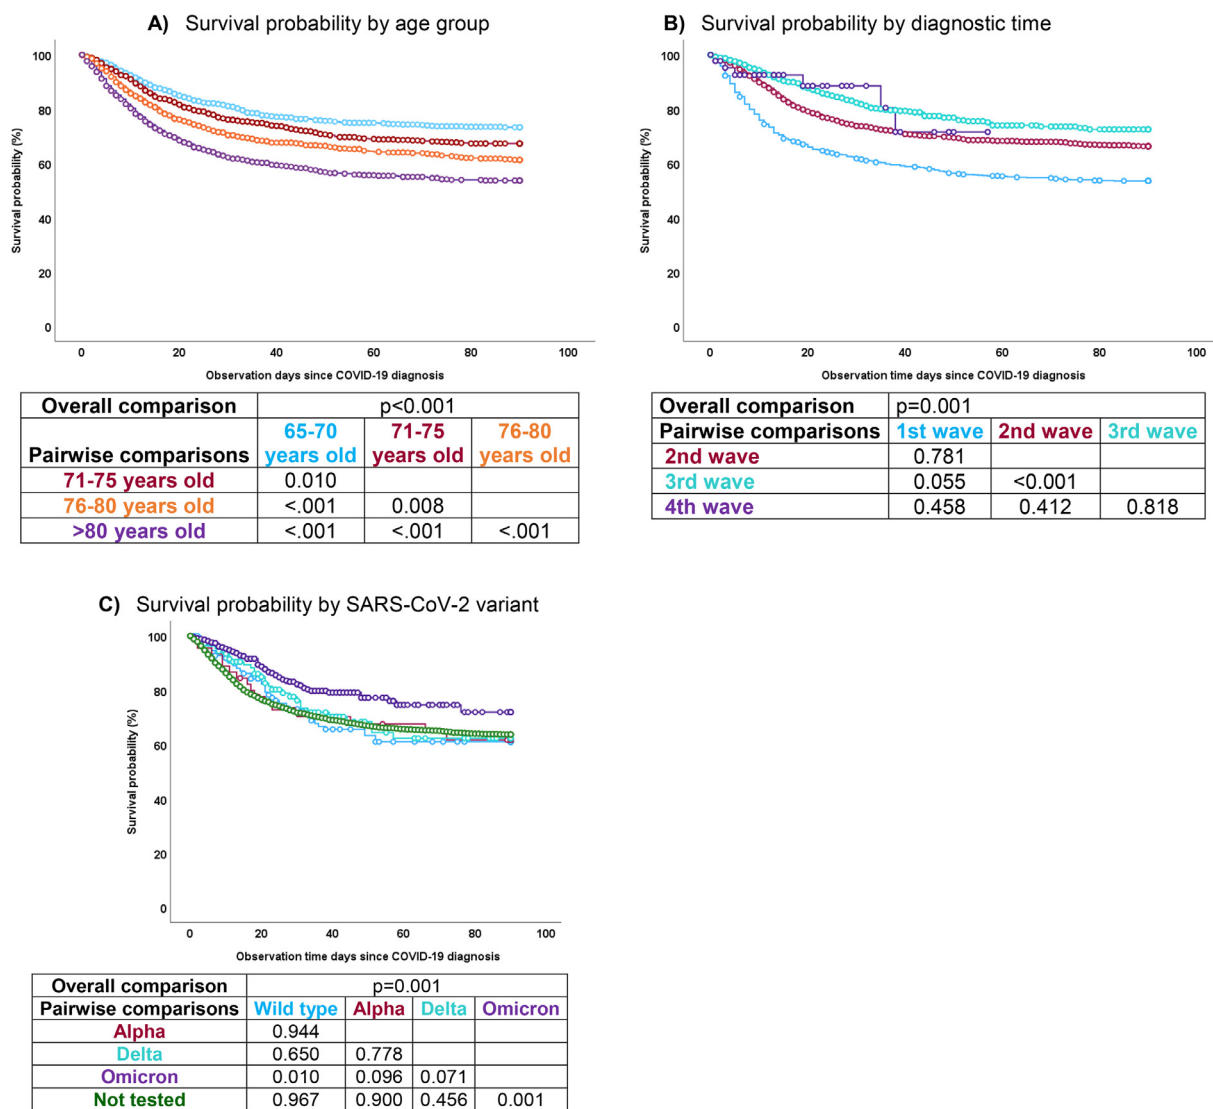 A) Survival probability by age group
100
80
60
40
20
0
Survival probability (%)
0 20 40 60 80 100
Observation days since COVID-19 diagnosis
Overall comparison p<0.001
Pairwise comparisons 65-70 years old 71-75 years old 76-80 years old
71-75 years old 0.010
76-80 years old <.001 0.008
>80 years old <.001 <.001 <.001
B) Survival probability by diagnostic time
100
80
60
40
20
0
Survival probability (%)
0 20 40 60 80 100
Observation time days since COVID-19 diagnosis
Overall comparison p=0.001
Pairwise comparisons 1st wave 2nd wave 3rd wave
2nd wave 0.781
3rd wave 0.055 <0.001
4th wave 0.458 0.412 0.818
C) Survival probability by SARS-CoV-2 variant
100
80
60
40
20
0
Survival probability (%)
0 20 40 60 80 100
Observation time days since COVID-19 diagnosis
Overall comparison p=0.001
Pairwise comparisons Wild type Alpha Delta Omicron
Alpha 0.944
Delta 0.650 0.778
Omicron 0.010 0.096 0.071
Not tested 0.967 0.900 0.456 0.001